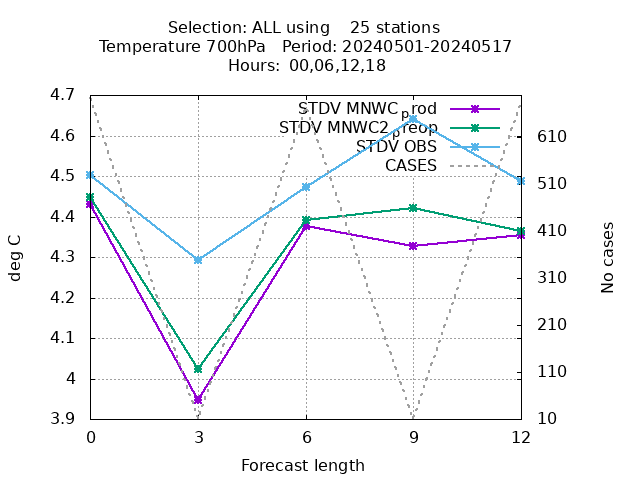 Selection: ALL using 25 stations
Temperature 700hPa Period: 20240501-20240517
Hours: 00,06,12,18
STDV MNWC_prod
STDV MNWC2_preop
STDV OBS
CASES
4.7
4.6
4.5
4.4
4.3
4.2
4.1
4
3.9
deg C
610
510
410
310
210
110
10
No cases
0 3 6 9 12
Forecast length